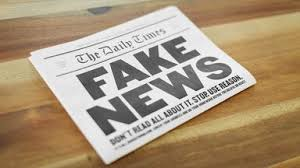 The Daily Times
FAKE
NEWS
DON'T READ ALL ABOUT IT. STOP USE REASON.